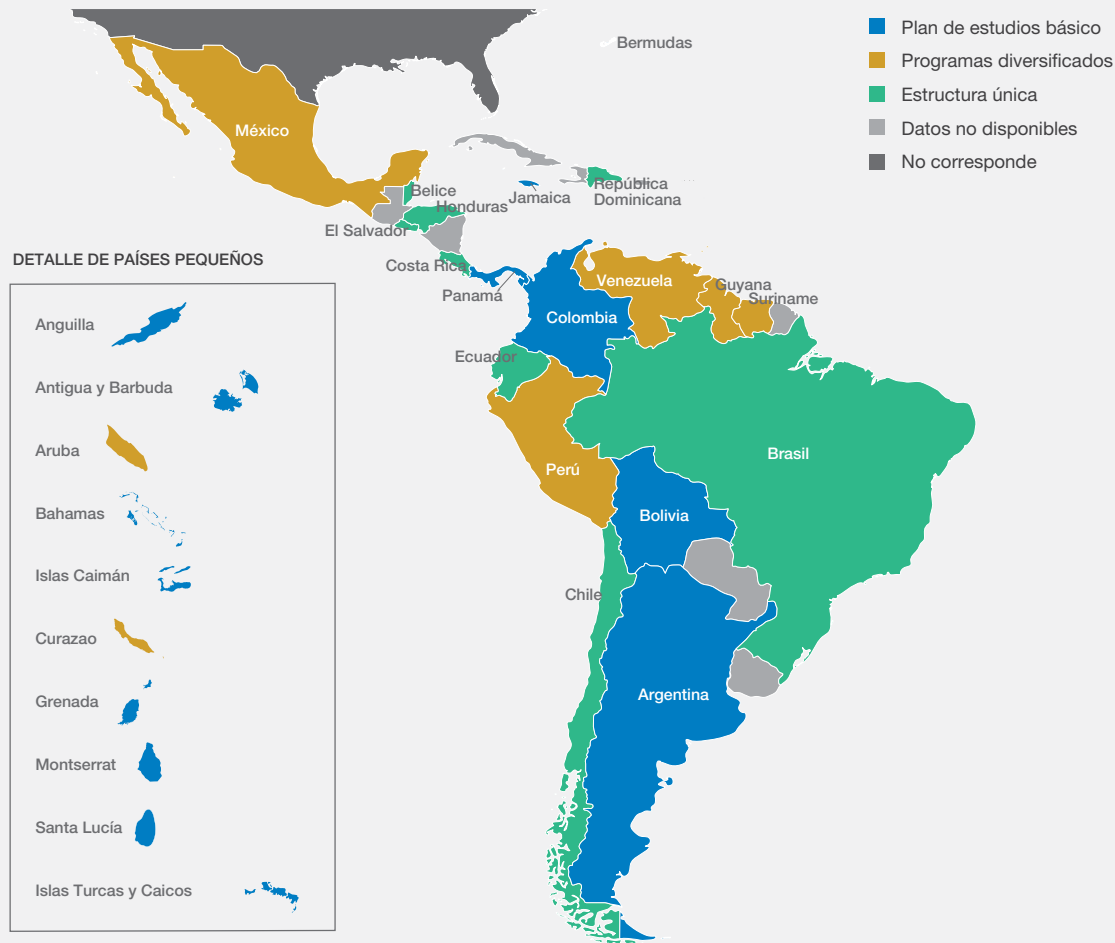 Plan de estudios básico
Programas diversificados
Estructura única
Datos no disponibles
No corresponde
Bermudas
México
Belice
Honduras
Jamaica
República
Dominicana
El Salvador
Costa Rica
Panamá
Venezuela
Guyana
Suriname
Colombia
Ecuador
Perú
Brasil
Bolivia
Chile
Argentina
DETALLE DE PAÍSES PEQUEÑOS
Anguilla
Antigua y Barbuda
Aruba
Bahamas
Islas Caimán
Curazao
Grenada
Montserrat
Santa Lucía
Islas Turcas y Caicos